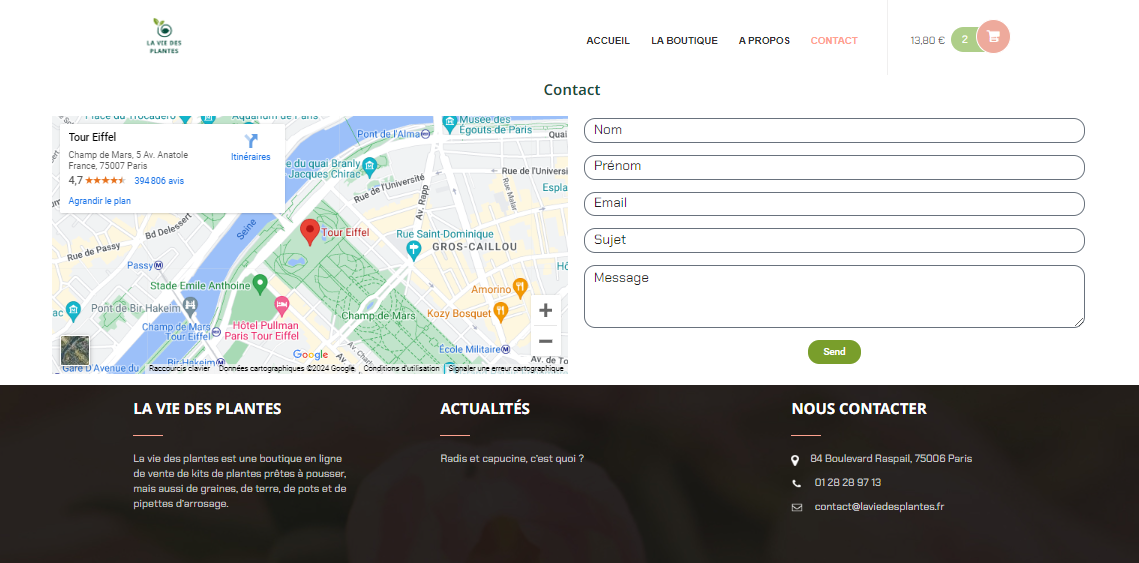 LA VIE DES
PLANTES
ACCUEIL
LA BOUTIQUE
A PROPOS
CONTACT
13,80 €
2
Contact
Tour Eiffel
Champ de Mars, 5 Av. Anatole
France, 75007 Paris
4,7
394 806 avis
Agrandir le plan
Itinéraires
Place du Trocadéro
Aquarium de Paris
Pont de l'Alma
Musée des
Égouts de Paris
Quai
e du quai Branly
Jacques Chirac
Rue de l'Université
Rue de l'Univers
Av. Rapp
Rue Malar
Espla
Bd Delessert
Seine
Tour Eiffel
Rue Saint-Dominique
GROS-CAILLOU
Rue de Passy
Passy
Stade Emile Anthoine
HÔ
Amorino
ac
Pont de Bir-Hakeim
Champ de Mars
Tour Eiffel
Hôtel Pullman
Paris Tour Eiffel
Champ de Mars
Kozy Bosquet
Bir-Hakeim
Google
École Militaire
Av. de To
Gare D'Avenue du
Raccourcis clavier
Données cartographiques ©2024 Google
Conditions d'utilisation
Signaler une erreur cartographique
Nom
Prénom
Email
Sujet
Message
Send
LA VIE DES PLANTES
La vie des plantes est une boutique en ligne
de vente de kits de plantes prêtes à pousser,
mais aussi de graines, de terre, de pots et de
pipettes d'arrosage.
ACTUALITÉS
Radis et capucine, c'est quoi ?
NOUS CONTACTER
84 Boulevard Raspail, 75006 Paris
01 28 28 97 13
contact@laviedesplantes.fr